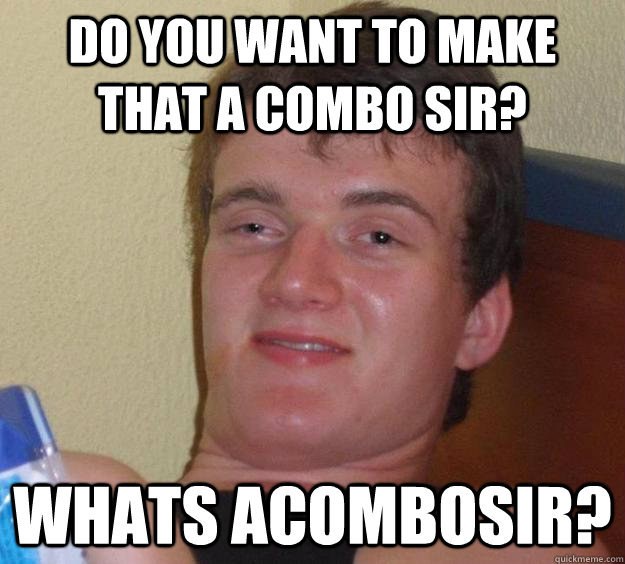 DO YOU WANT TO MAKE
THAT A COMBO SIR?
WHATS ACOMBOSIR?
quickmeme.com